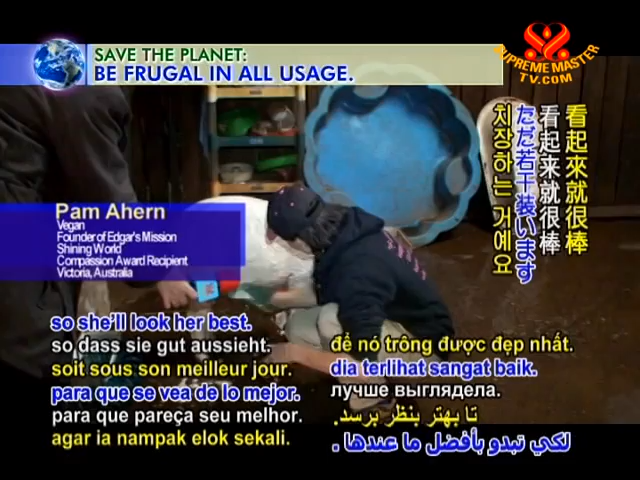 SAVE THE PLANET:
BE FRUGAL IN ALL USAGE.
SUPREME MASTER
TV.COM
看起來就很棒
看起来就很棒
ただ若干装います
치장하는 거예요
Pam Ahern
Vegan
Founder of Edgar's Mission
Shining World
Compassion Award Recipient
Victoria, Australia
so she'll look her best.
so dass sie gut aussieht.
soit sous son meilleur jour.
para que se vea de lo mejor.
para que pareça seu melhor.
agar ia nampak elok sekali.
để nó trông được đẹp nhất.
dia terlihat sangat baik.
лучше выглядела.
تا بهتر بنظر برسد.
لكي تبدو بأفضل ما عندها .